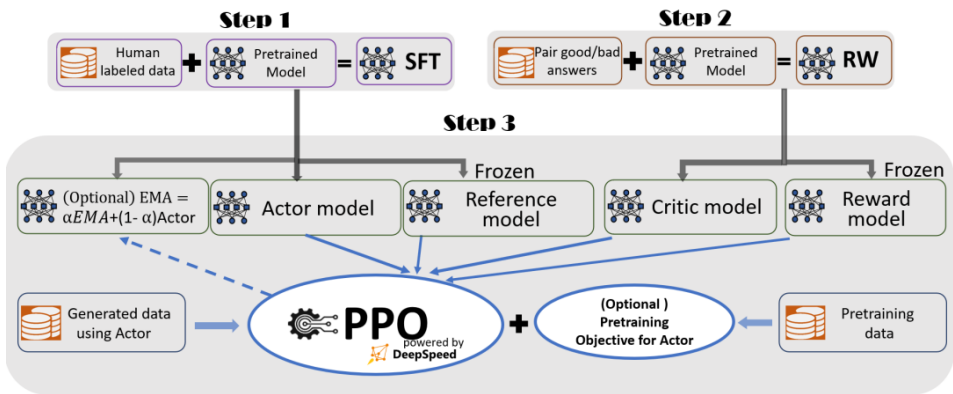 Step 1
Step 2
Human
labeled data
+
Pretrained
Model
=
SFT
Pair good/bad
answers
+
Pretrained
Model
=
RW
Step 3
Frozen
Frozen
(Optional) EMA =
αEMA+(1- α)Actor
Actor model
Reference
model
Critic model
Reward
model
Generated data
using Actor
PPO
powered by
DeepSpeed
+
(Optional )
Pretraining
Objective for Actor
Pretraining
data